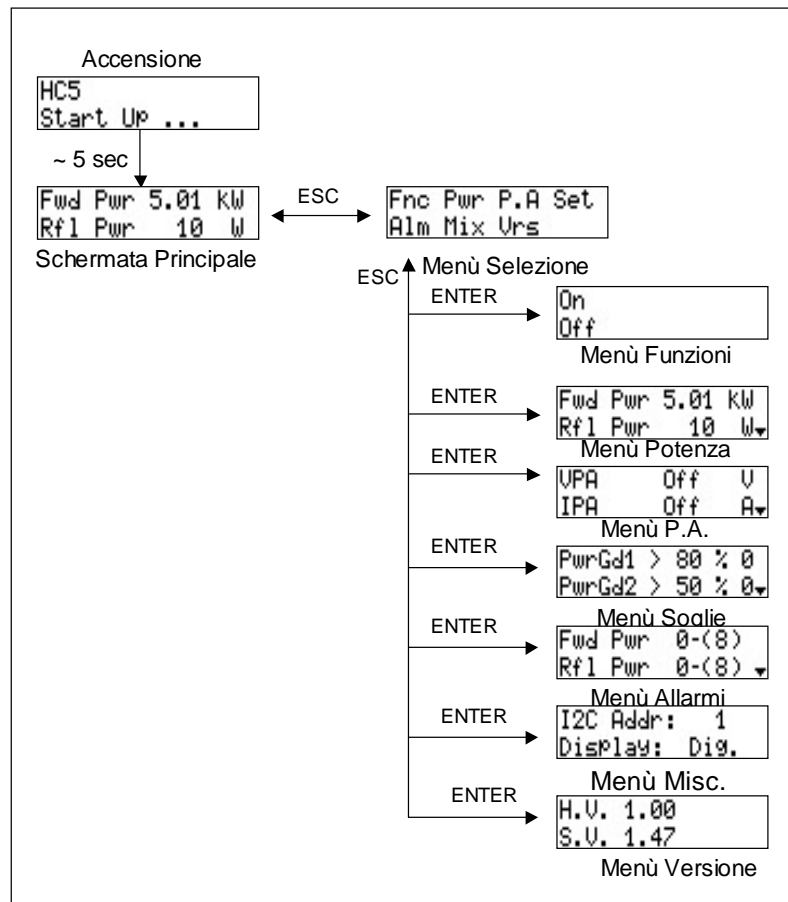 Accensione
HC5
Start Up ...
~ 5 sec
Fwd Pwr 5.01 KW
Rfl Pwr 10 W
Schermata Principale
ESC
Fnc Pwr P.A Set
Alm Mix Vrs
Menù Selezione
ESC
ENTER
On
Off
Menù Funzioni
ENTER
Fwd Pwr 5.01 KW
Rfl Pwr 10 W
Menù Potenza
ENTER
VPA Off V
IPA Off A
Menù P.A.
ENTER
PwrGd1 > 80 % 0
PwrGd2 > 50 % 0
Menù Soglie
ENTER
Fwd Pwr 0-(8)
Rfl Pwr 0-(8)
Menù Allarmi
ENTER
I2C Addr: 1
Display: Dig.
Menù Misc.
ENTER
H.V. 1.00
S.V. 1.47
Menù Versione